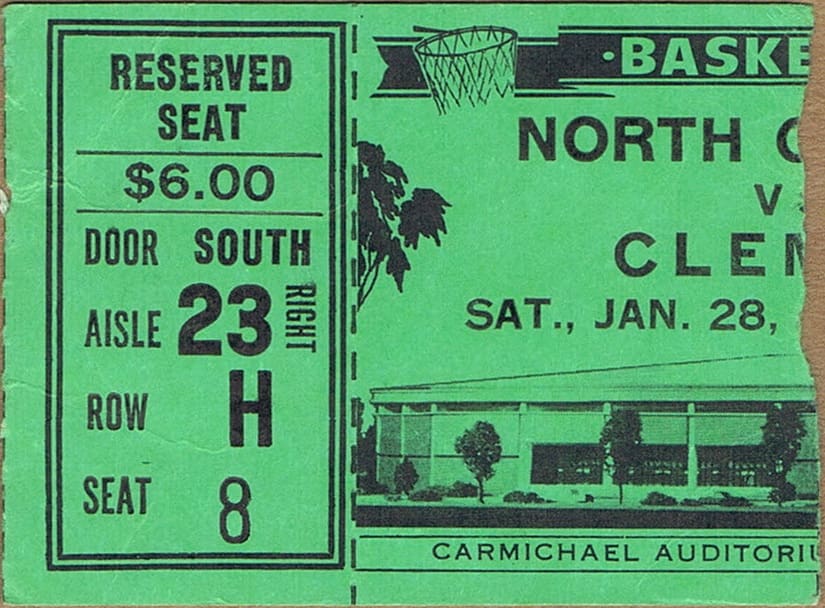 RESERVED
SEAT
$6.00
DOOR SOUTH
AISLE 23 RIGHT
ROW H
SEAT 8
·BASKE
NORTH C
V
CLEM
SAT., JAN. 28,
CARMICHAEL AUDITORIU